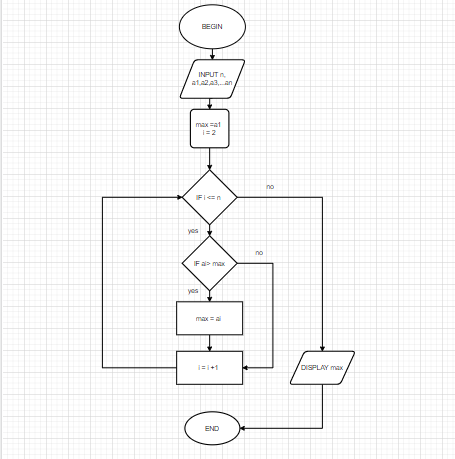 BEGIN
INPUT n,
a1,a2,a3,...an
max =a1
i = 2
IF i <= n
no
yes
IF ai> max
no
yes
max = ai
i = i +1
DISPLAY max
END